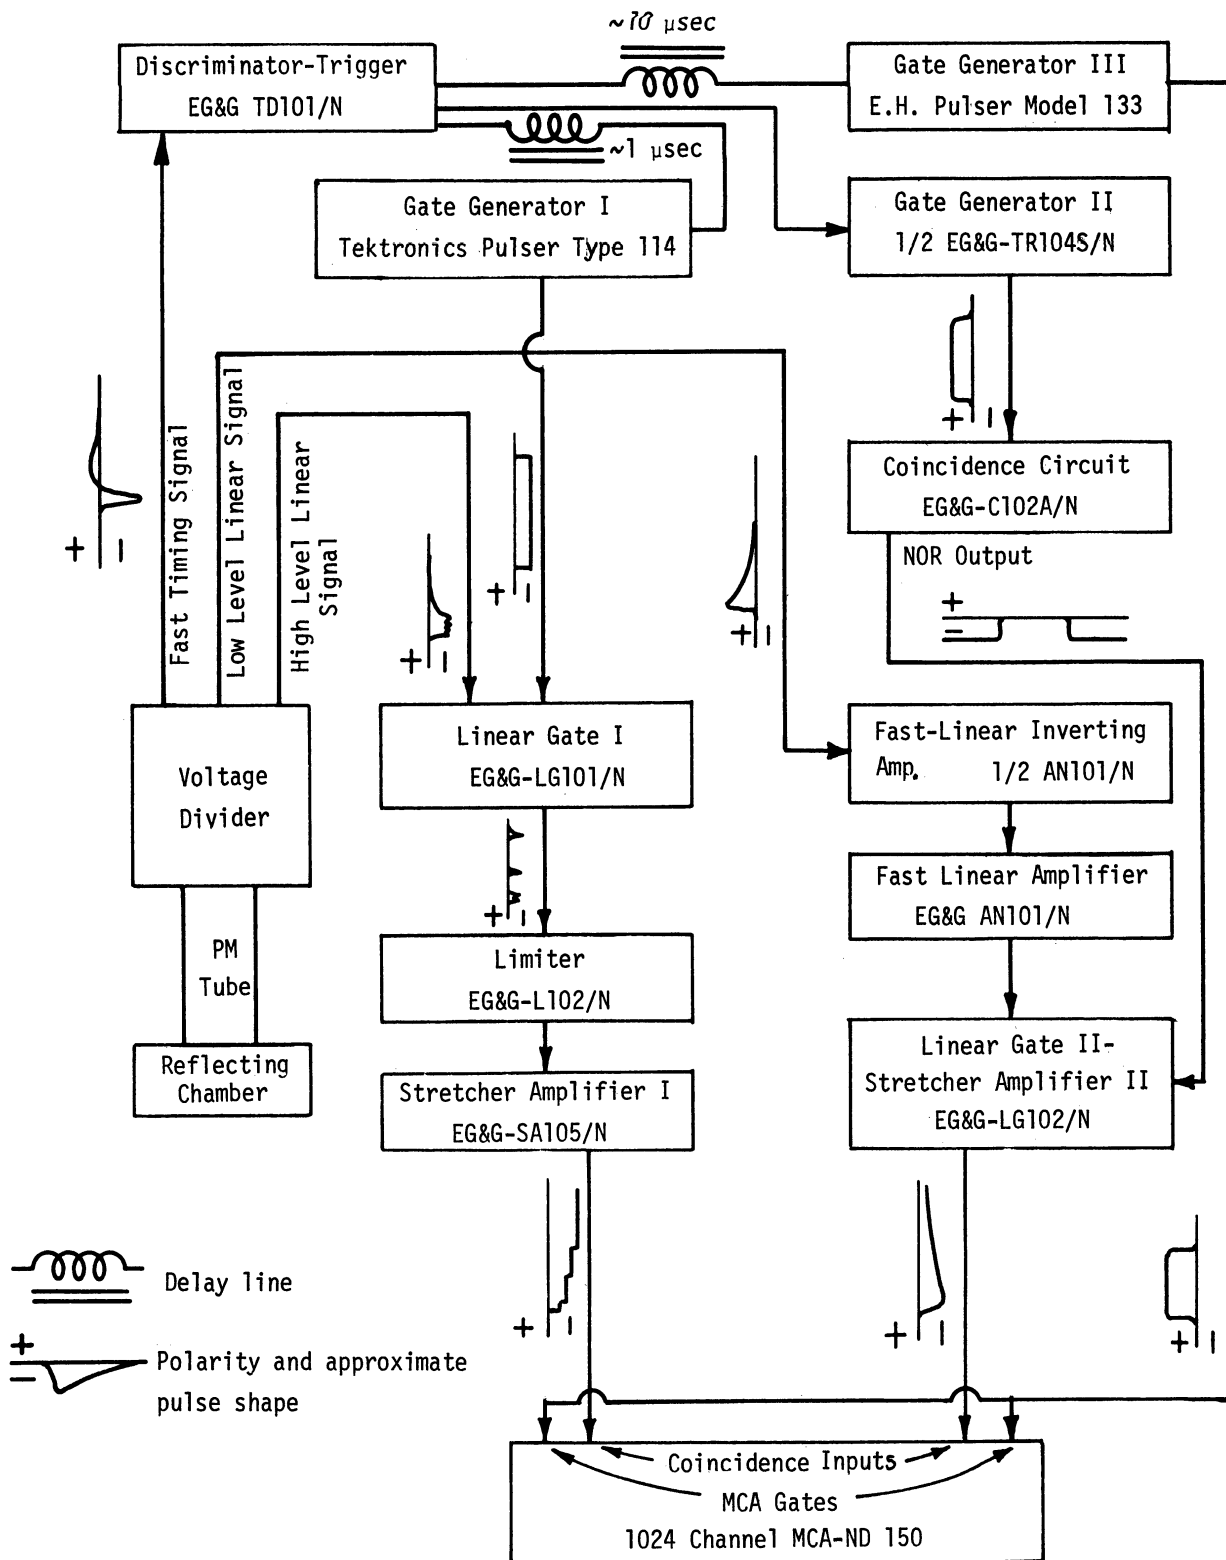 ~10 μsec
Discriminator-Trigger
EG&G TD101/N
Gate Generator III
E.H. Pulser Model 133
~1 μsec
Gate Generator I
Tektronics Pulser Type 114
Gate Generator II
1/2 EG&G-TR104S/N
+ −
Coincidence Circuit
EG&G-C102A/N
NOR Output
+
−
Fast Timing Signal
Low Level Linear Signal
High Level Linear
Signal
+ −
+ −
+ −
+ −
Voltage
Divider
Linear Gate I
EG&G-LG101/N
Fast-Linear Inverting
Amp. 1/2 AN101/N
+ −
Fast Linear Amplifier
EG&G AN101/N
PM
Tube
Limiter
EG&G-L102/N
Reflecting
Chamber
Stretcher Amplifier I
EG&G-SA105/N
Linear Gate II-
Stretcher Amplifier II
EG&G-LG102/N
+ −
+ −
+ −
Delay line
+
−
Polarity and approximate
pulse shape
Coincidence Inputs
MCA Gates
1024 Channel MCA-ND 150